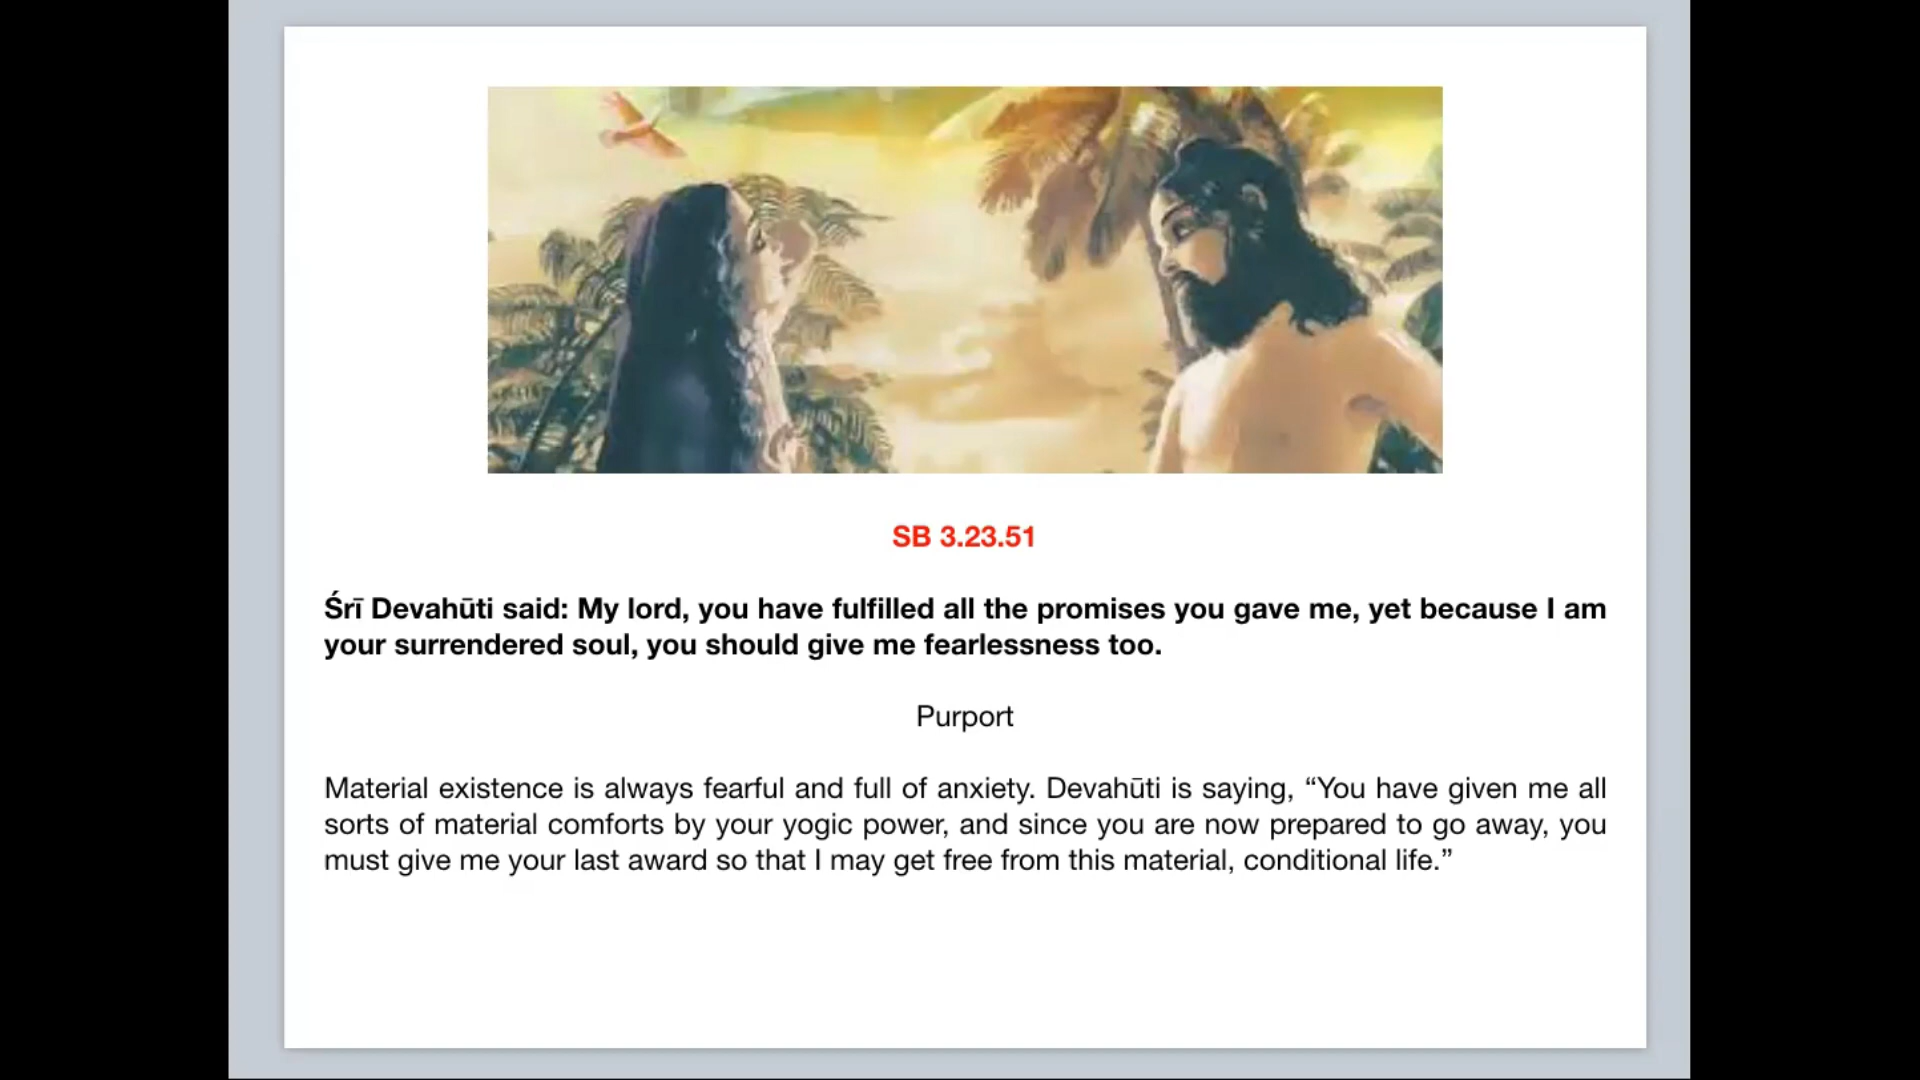 SB 3.23.51
Śrī Devahūti said: My lord, you have fulfilled all the promises you gave me, yet because I am
your surrendered soul, you should give me fearlessness too.
Purport
Material existence is always fearful and full of anxiety. Devahūti is saying, “You have given me all
sorts of material comforts by your yogic power, and since you are now prepared to go away, you
must give me your last award so that I may get free from this material, conditional life.”